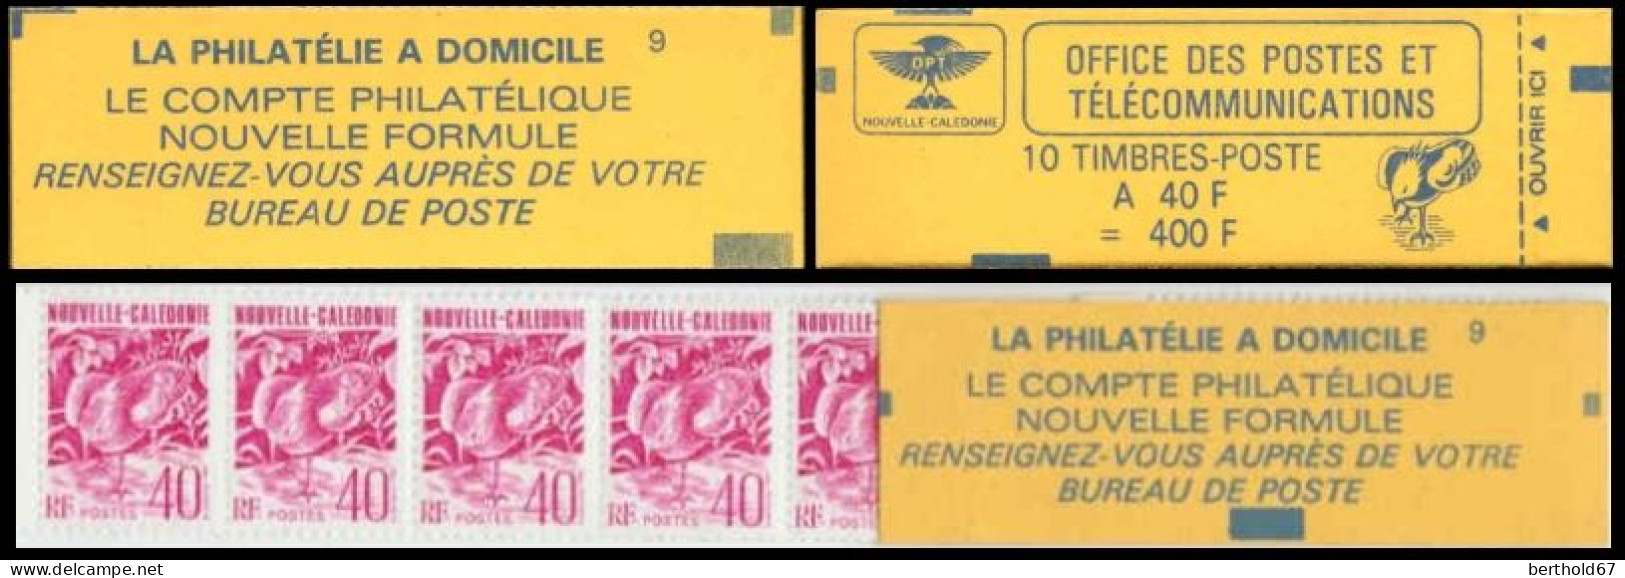 LA PHILATÉLIE A DOMICILE 9
LE COMPTE PHILATÉLIQUE
NOUVELLE FORMULE
RENSEIGNEZ-VOUS AUPRÈS DE VOTRE
BUREAU DE POSTE
OPT
NOUVELLE-CALEDONIE
OFFICE DES POSTES ET
TÉLÉCOMMUNICATIONS
10 TIMBRES-POSTE
A 40 F
= 400 F
OUVRIR ICI
NOUVELLE-CALEDONIE
RF POSTES 40
NOUVELLE-CALEDONIE
RF POSTES 40
NOUVELLE-CALEDONIE
RF POSTES 40
NOUVELLE-CALEDONIE
RF POSTES 40
NOUVELLE-
RF POSTES
LA PHILATÉLIE A DOMICILE 9
LE COMPTE PHILATÉLIQUE
NOUVELLE FORMULE
RENSEIGNEZ-VOUS AUPRÈS DE VOTRE
BUREAU DE POSTE
berthold67